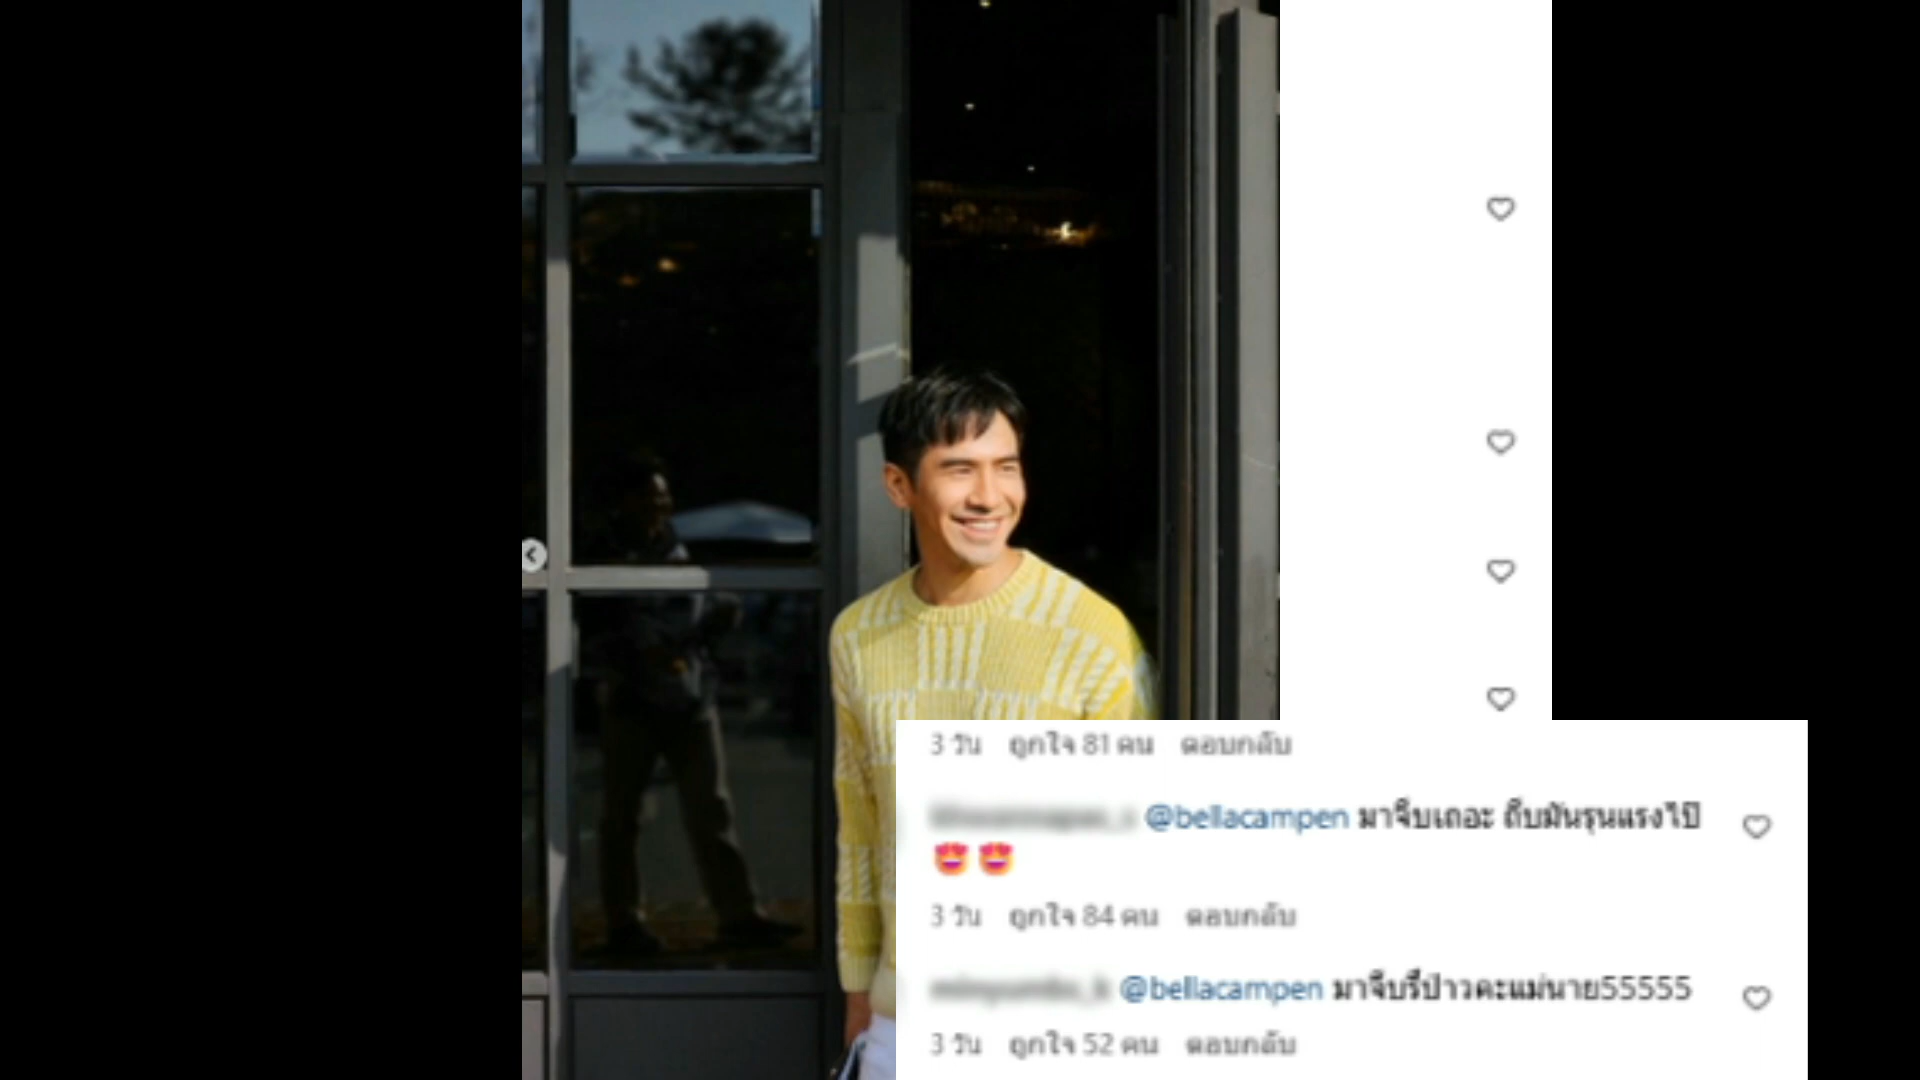 3 วัน ถูกใจ 81 คน ตอบกลับ
@bellacampen มาจีบเถอะ ถีบมันรุนแรงไป๊
😍 😍
3 วัน ถูกใจ 84 คน ตอบกลับ
@bellacampen มาจีบรึป่าวคะแม่นาย55555
3 วัน ถูกใจ 52 คน ตอบกลับ